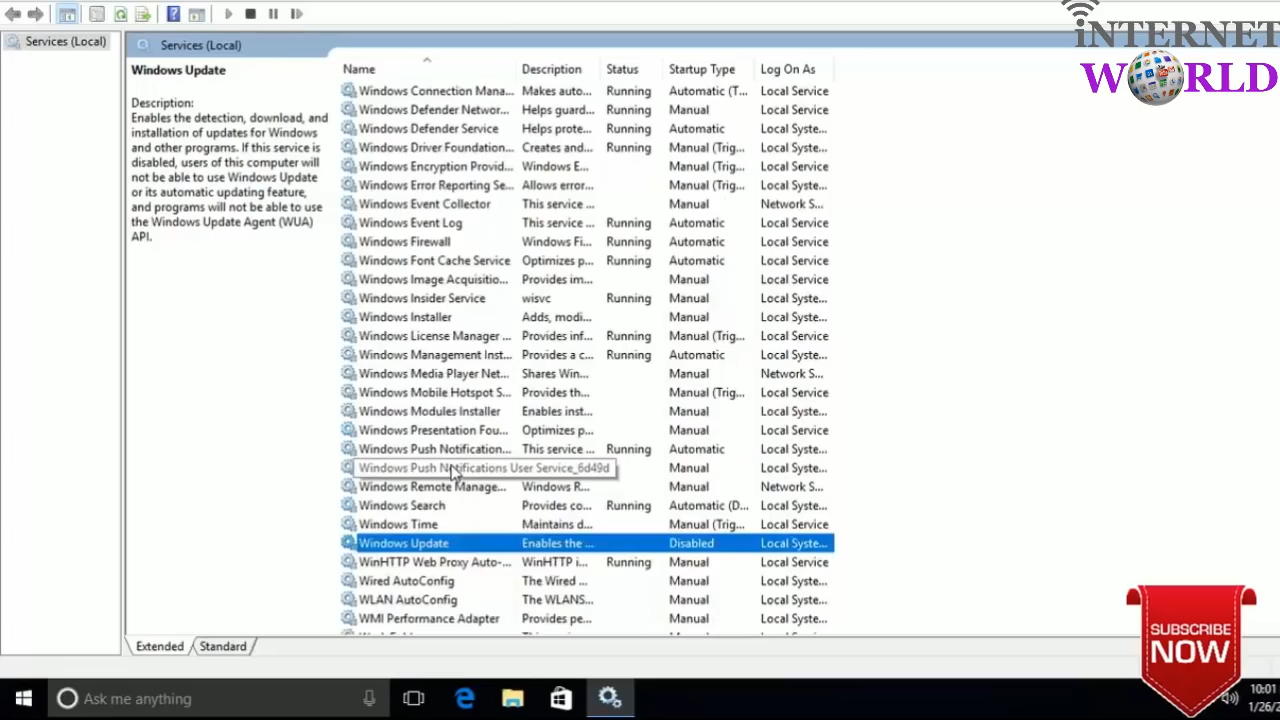 iNTERNET
WORLD
Services (Local)
Services (Local)
Windows Update
Description:
Enables the detection, download, and
installation of updates for Windows
and other programs. If this service is
disabled, users of this computer will
not be able to use Windows Update
or its automatic updating feature,
and programs will not be able to use
the Windows Update Agent (WUA)
API.
Name Description Status Startup Type Log On As
Windows Connection Mana... Makes auto... Running Automatic (T... Local Service
Windows Defender Networ... Helps guard... Running Manual Local Service
Windows Defender Service Helps prote... Running Automatic Local Syste...
Windows Driver Foundation... Creates and... Running Manual (Trig... Local Syste...
Windows Encryption Provid... Windows E... Manual (Trig... Local Service
Windows Error Reporting Se... Allows error... Manual (Trig... Local Syste...
Windows Event Collector This service ... Manual Network S...
Windows Event Log This service ... Running Automatic Local Service
Windows Firewall Windows Fi... Running Automatic Local Service
Windows Font Cache Service Optimizes p... Running Automatic Local Service
Windows Image Acquisitio... Provides im... Manual Local Service
Windows Insider Service wisvc Running Manual Local Syste...
Windows Installer Adds, modi... Manual Local Syste...
Windows License Manager ... Provides inf... Running Manual (Trig... Local Service
Windows Management Inst... Provides a c... Running Automatic Local Syste...
Windows Media Player Net... Shares Win... Manual Network S...
Windows Mobile Hotspot S... Provides th... Manual (Trig... Local Service
Windows Modules Installer Enables inst... Manual Local Syste...
Windows Presentation Fou... Optimizes p... Manual Local Service
Windows Push Notification... This service ... Running Automatic Local Syste...
Windows Push Notifications User Service_6d49d Manual Local Syste...
Windows Remote Manage... Windows R... Manual Network S...
Windows Search Provides co... Running Automatic (D... Local Syste...
Windows Time Maintains d... Manual (Trig... Local Service
Windows Update Enables the ... Disabled Local Syste...
WinHTTP Web Proxy Auto-... WinHTTP i... Running Manual Local Service
Wired AutoConfig The Wired ... Manual Local Syste...
WLAN AutoConfig The WLANS... Manual Local Syste...
WMI Performance Adapter Provides pe... Manual Local Syste...
Extended Standard
SUBSCRIBE
NOW
Ask me anything
10:01
1/26/2